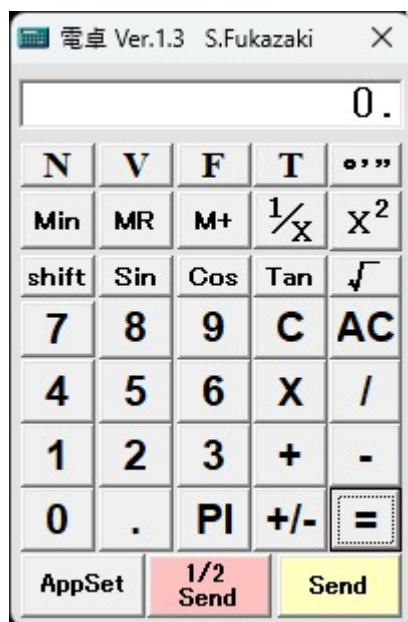 電卓 Ver.1.3 S.Fukazaki ×
0.
N V F T °’”
Min MR M+ 1/X X²
shift Sin Cos Tan √
7 8 9 C AC
4 5 6 X /
1 2 3 + -
0 . PI +/- =
AppSet 1/2 Send Send